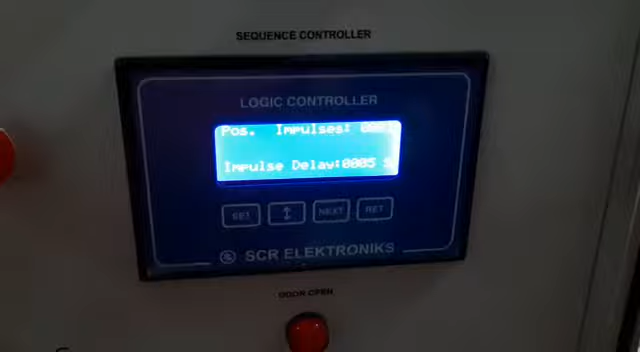 SEQUENCE CONTROLLER
LOGIC CONTROLLER
Pos. Impulses:
Impulse Delay:0005 S
SET
NEXT
RET
SCR ELEKTRONIKS
DOOR OPEN